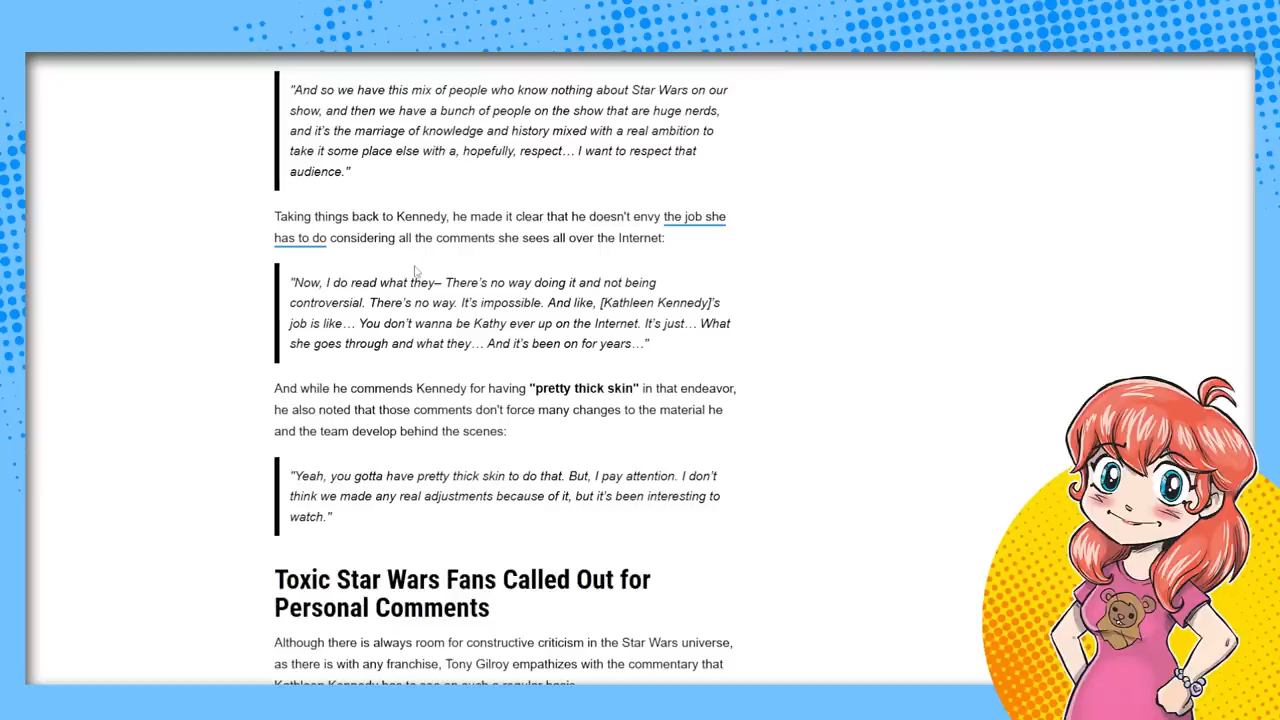 "And so we have this mix of people who know nothing about Star Wars on our
show, and then we have a bunch of people on the show that are huge nerds,
and it's the marriage of knowledge and history mixed with a real ambition to
take it some place else with a, hopefully, respect… I want to respect that
audience."
Taking things back to Kennedy, he made it clear that he doesn't envy the job she
has to do considering all the comments she sees all over the Internet:
"Now, I do read what they– There's no way doing it and not being
controversial. There's no way. It's impossible. And like, [Kathleen Kennedy]'s
job is like… You don't wanna be Kathy ever up on the Internet. It's just… What
she goes through and what they… And it's been on for years…"
And while he commends Kennedy for having "pretty thick skin" in that endeavor,
he also noted that those comments don't force many changes to the material he
and the team develop behind the scenes:
"Yeah, you gotta have pretty thick skin to do that. But, I pay attention. I don't
think we made any real adjustments because of it, but it's been interesting to
watch."
Toxic Star Wars Fans Called Out for
Personal Comments
Although there is always room for constructive criticism in the Star Wars universe,
as there is with any franchise, Tony Gilroy empathizes with the commentary that
Kathleen Kennedy has to see on such a regular basis.